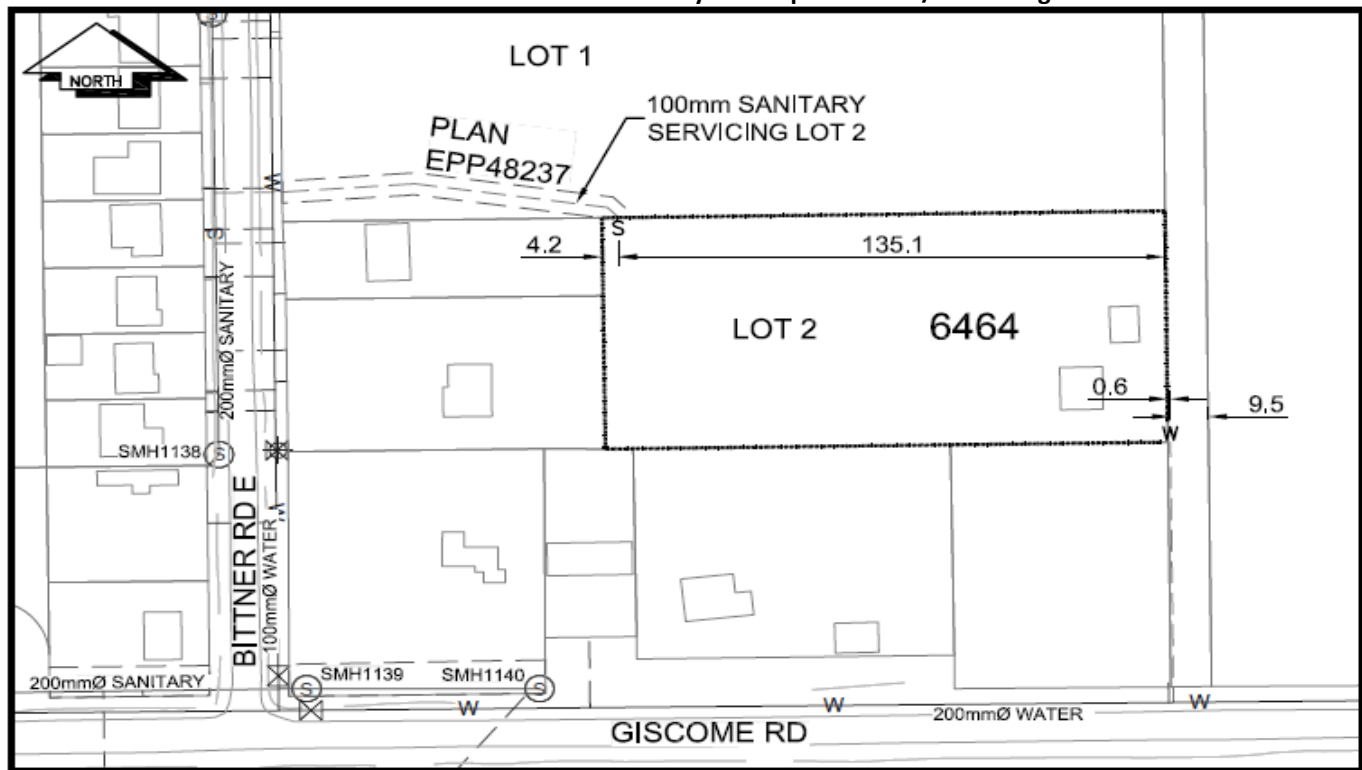 NORTH
LOT 1
100mm SANITARY
SERVICING LOT 2
PLAN
EPP48237
W
S
4.2
135.1
S
200mmØ SANITARY
LOT 2
6464
0.6
9.5
W
SMH1138
S
BITTNER RD E
100mmØ WATER
W
200mmØ SANITARY
S
SMH1139
SMH1140
S
W
W
200mmØ WATER
W
GISCOME RD